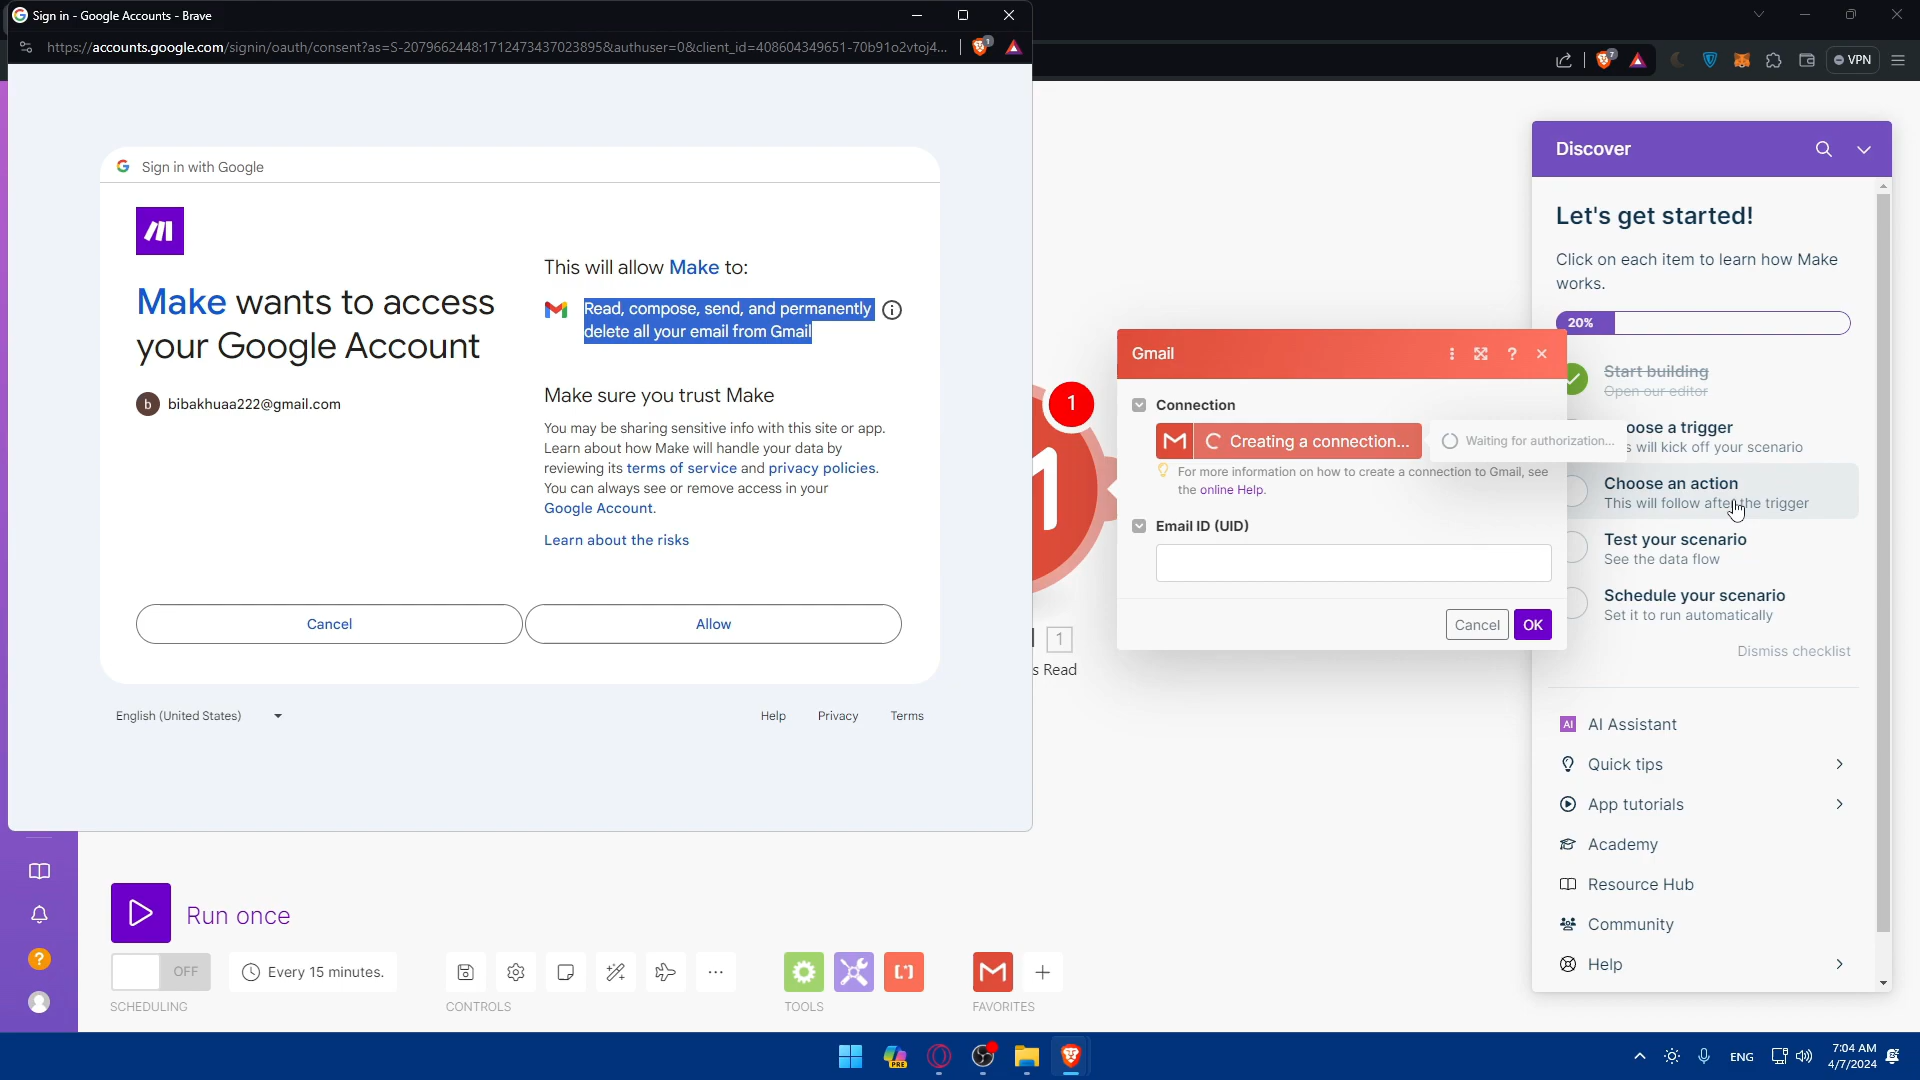 Sign in - Google Accounts - Brave
https://accounts.google.com/signin/oauth/consent?as=S-2079662448:1712473437023895&authuser=0&client_id=408604349651-70b91o2vtoj4...
1
7
VPN
Sign in with Google
Make wants to access
your Google Account
b bibakhuaa222@gmail.com
This will allow Make to:
Read, compose, send, and permanently
delete all your email from Gmail
Make sure you trust Make
You may be sharing sensitive info with this site or app.
Learn about how Make will handle your data by
reviewing its terms of service and privacy policies.
You can always see or remove access in your
Google Account.
Learn about the risks
Cancel
Allow
English (United States)
Help
Privacy
Terms
1
1
s Read
Gmail
?
Connection
Creating a connection...
Waiting for authorization...
For more information on how to create a connection to Gmail, see
the online Help.
Email ID (UID)
Cancel
OK
Discover
Let's get started!
Click on each item to learn how Make
works.
20%
Start building
Open our editor
oose a trigger
s will kick off your scenario
Choose an action
This will follow after the trigger
Test your scenario
See the data flow
Schedule your scenario
Set it to run automatically
Dismiss checklist
AI AI Assistant
Quick tips
App tutorials
Academy
Resource Hub
Community
Help
?
Run once
OFF
Every 15 minutes.
...
SCHEDULING
CONTROLS
TOOLS
FAVORITES
PRE
ENG
7:04 AM
4/7/2024